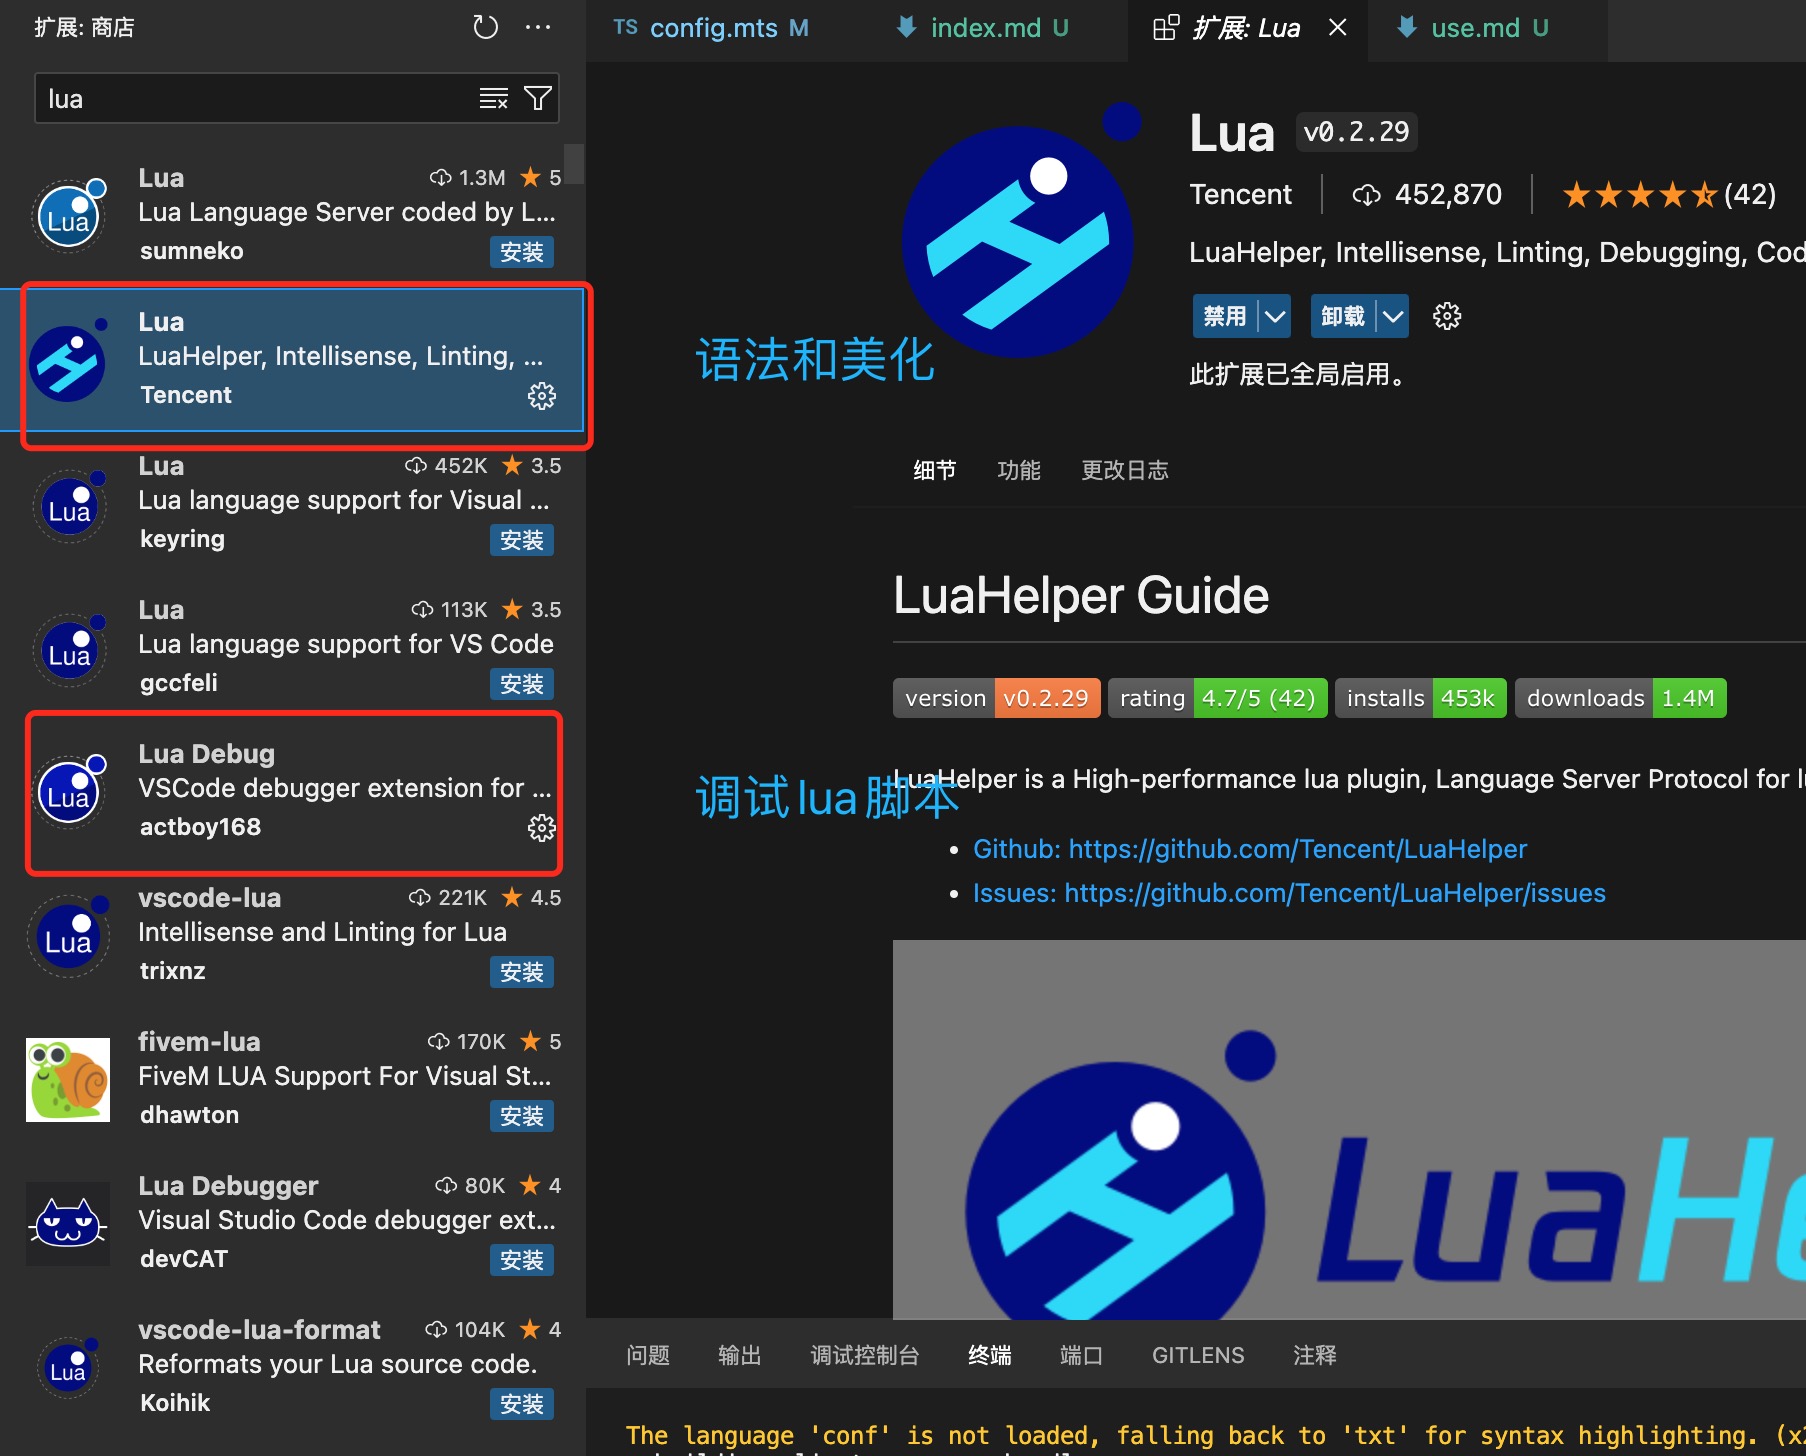 扩展: 商店
lua
Lua 1.3M ★ 5
Lua Language Server coded by L...
sumneko 安装
Lua
LuaHelper, Intellisense, Linting, ...
Tencent
Lua 452K ★ 3.5
Lua language support for Visual ...
keyring 安装
Lua 113K ★ 3.5
Lua language support for VS Code
gccfeli 安装
Lua Debug
VSCode debugger extension for ...
actboy168
vscode-lua 221K ★ 4.5
Intellisense and Linting for Lua
trixnz 安装
fivem-lua 170K ★ 5
FiveM LUA Support For Visual St...
dhawton 安装
Lua Debugger 80K ★ 4
Visual Studio Code debugger ext...
devCAT 安装
vscode-lua-format 104K ★ 4
Reformats your Lua source code.
Koihik 安装
TS config.mts M
index.md U
扩展: Lua
use.md U
Lua v0.2.29
Tencent 452,870 (42)
LuaHelper, Intellisense, Linting, Debugging, Cod
禁用 卸载
此扩展已全局启用。
语法和美化
细节 功能 更改日志
LuaHelper Guide
version v0.2.29 rating 4.7/5 (42) installs 453k downloads 1.4M
LuaHelper is a High-performance lua plugin, Language Server Protocol for l
调试lua脚本
• Github: https://github.com/Tencent/LuaHelper
• Issues: https://github.com/Tencent/LuaHelper/issues
LuaHe
问题 输出 调试控制台 终端 端口 GITLENS 注释
The language 'conf' is not loaded, falling back to 'txt' for syntax highlighting. (x2